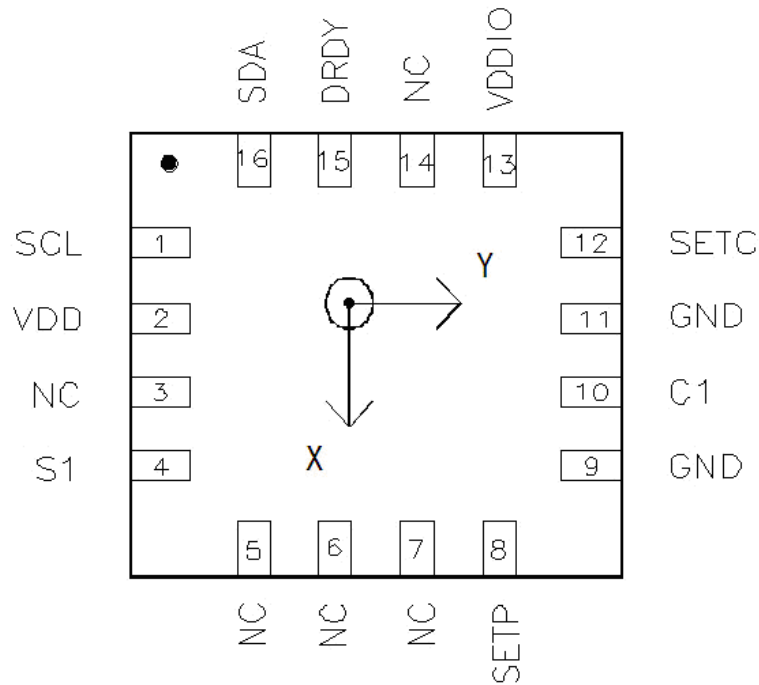 SDA
DRDY
NC
VDDIO
16
15
14
13
SCL
1
12
SETC
Y
VDD
2
11
GND
NC
3
10
C1
X
S1
4
9
GND
5
6
7
8
NC
NC
NC
SETP